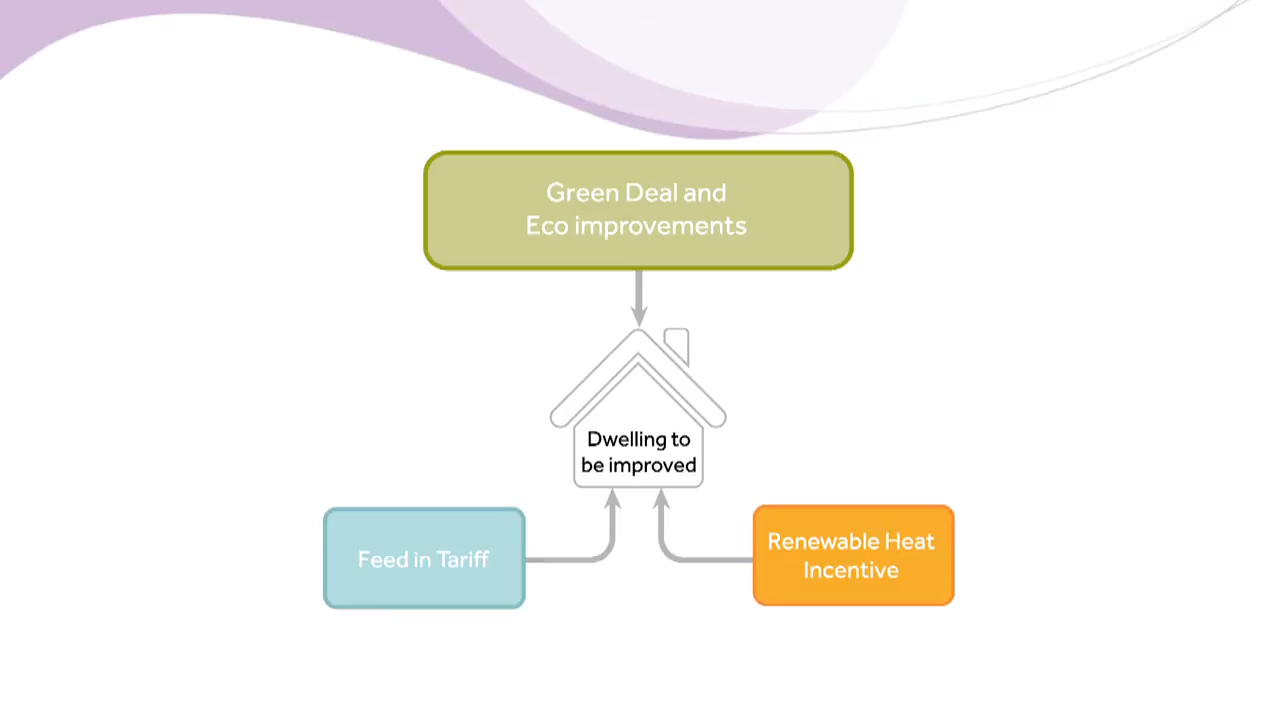 Green Deal and
Eco improvements
Dwelling to
be improved
Feed in Tariff
Renewable Heat
Incentive